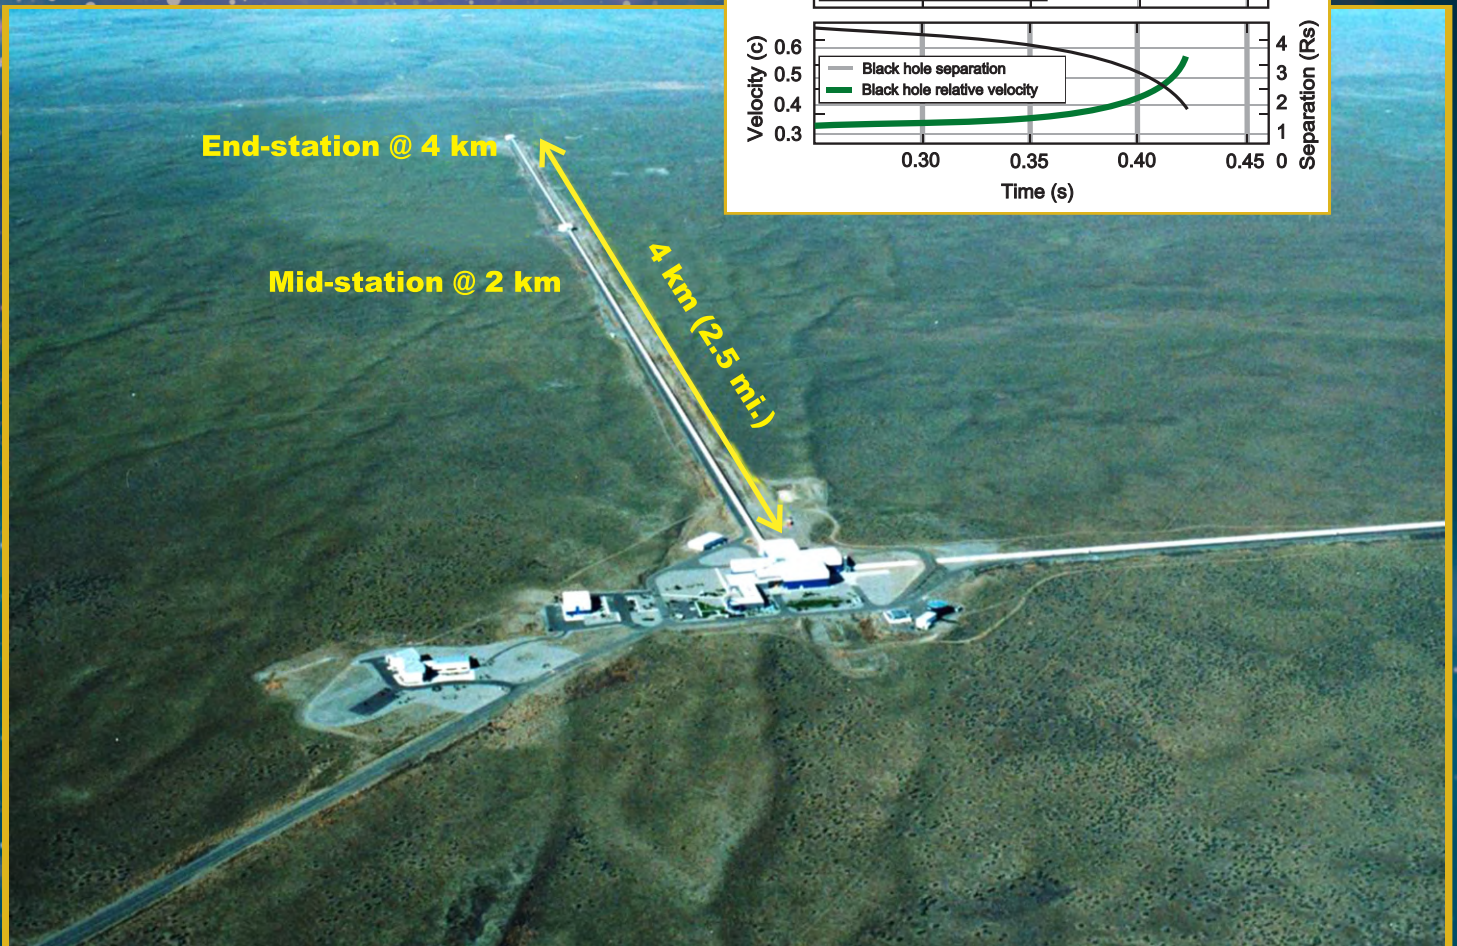 Velocity (c)
0.6
0.5
0.4
0.3
Black hole separation
Black hole relative velocity
4
3
2
1
0
Separation (Rs)
0.30
0.35
0.40
0.45
Time (s)
End-station @ 4 km
Mid-station @ 2 km
4 km (2.5 mi.)